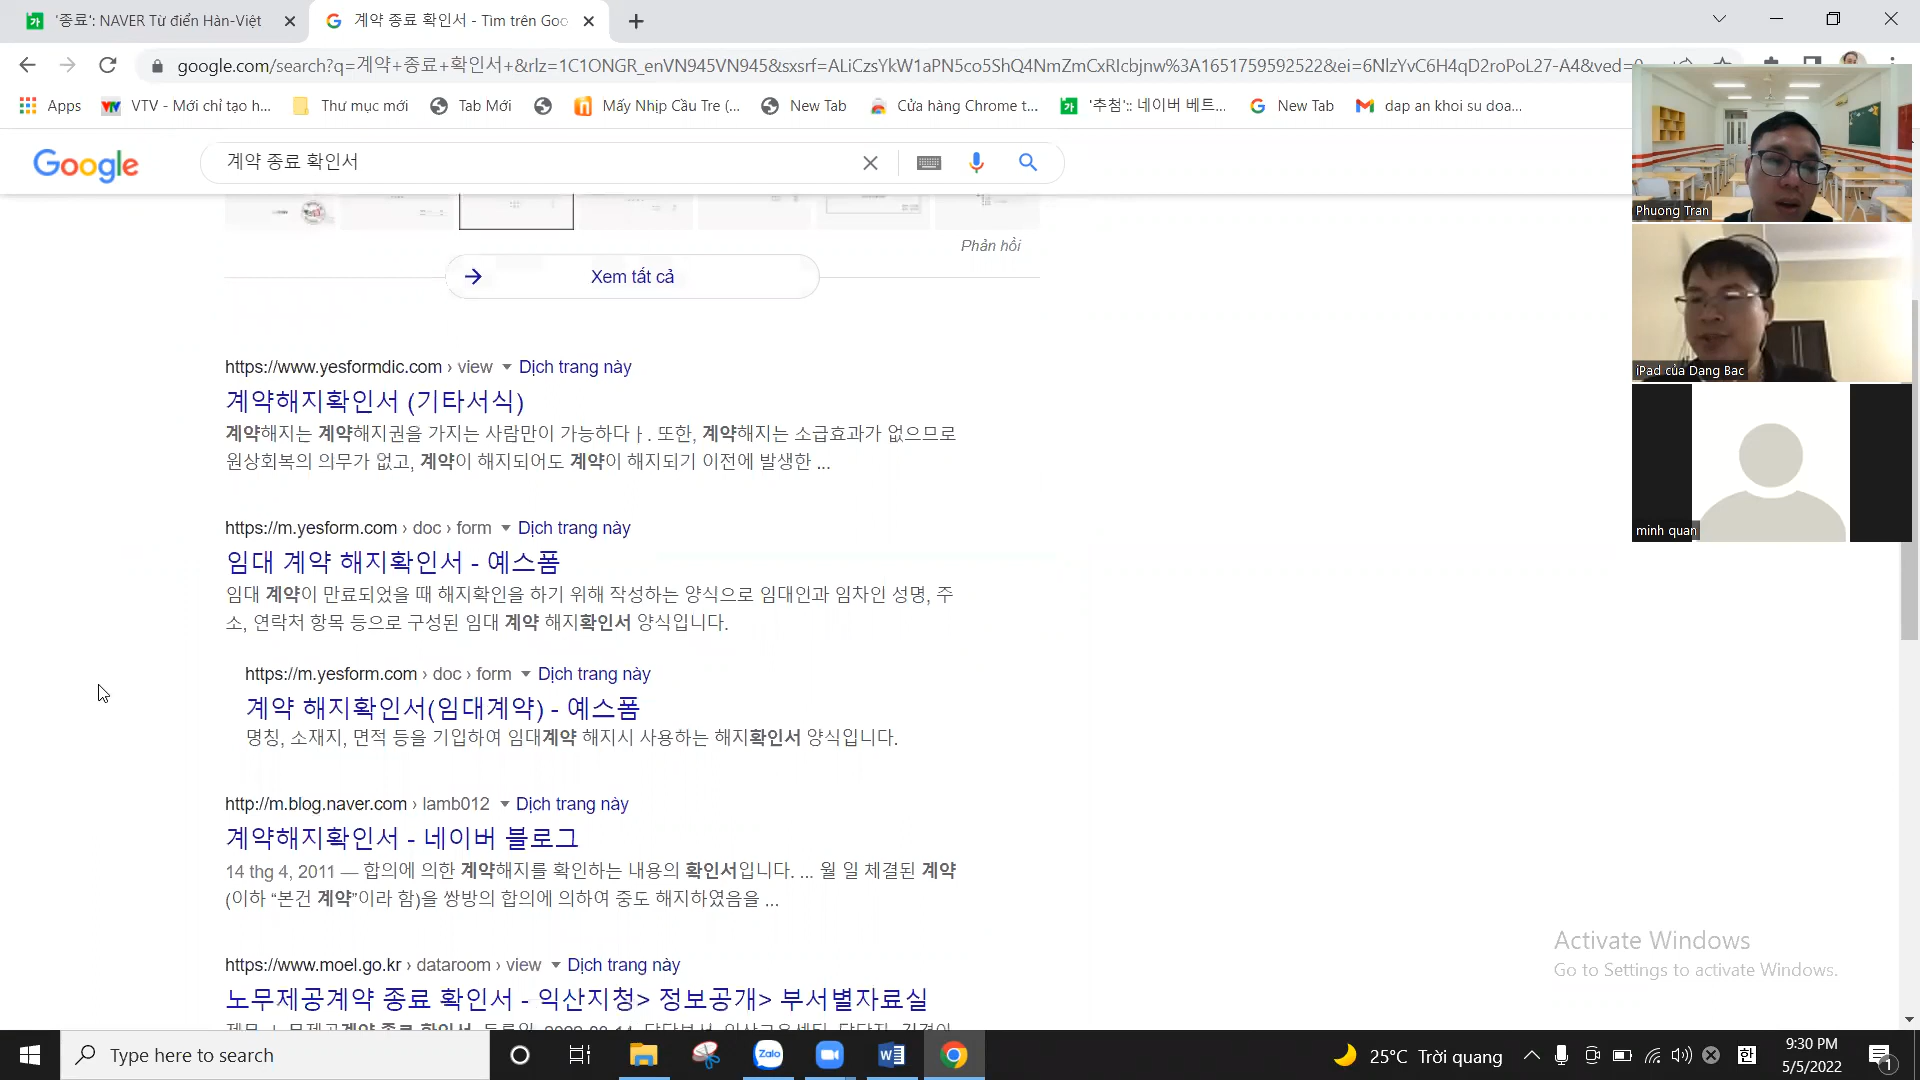 '종료': NAVER Từ điển Hàn-Việt
계약 종료 확인서 - Tìm trên Goo
google.com/search?q=계약+종료+확인서+&rlz=1C1ONGR_enVN945VN945&sxsrf=ALiCzsYkW1aPN5co5ShQ4NmZmCxRIcbjnw%3A1651759592522&ei=6NlzYvC6H4qD2roPoL27-A4&ved=0
Apps
VTV - Mới chỉ tạo h...
Thư mục mới
Tab Mới
Mấy Nhịp Cầu Tre (...
New Tab
Cửa hàng Chrome t...
'추첨':: 네이버 베트...
New Tab
dap an khoi su doa...
Google
계약 종료 확인서
Phản hồi
Xem tất cả
https://www.yesformdic.com › view Dịch trang này
계약해지확인서 (기타서식)
계약해지는 계약해지권을 가지는 사람만이 가능하다ㅏ. 또한, 계약해지는 소급효과가 없으므로
원상회복의 의무가 없고, 계약이 해지되어도 계약이 해지되기 이전에 발생한 ...
https://m.yesform.com › doc › form Dịch trang này
임대 계약 해지확인서 - 예스폼
임대 계약이 만료되었을 때 해지확인을 하기 위해 작성하는 양식으로 임대인과 임차인 성명, 주
소, 연락처 항목 등으로 구성된 임대 계약 해지확인서 양식입니다.
https://m.yesform.com › doc › form Dịch trang này
계약 해지확인서(임대계약) - 예스폼
명칭, 소재지, 면적 등을 기입하여 임대계약 해지시 사용하는 해지확인서 양식입니다.
http://m.blog.naver.com › lamb012 Dịch trang này
계약해지확인서 - 네이버 블로그
14 thg 4, 2011 — 합의에 의한 계약해지를 확인하는 내용의 확인서입니다. ... 월 일 체결된 계약
(이하 “본건 계약”이라 함)을 쌍방의 합의에 의하여 중도 해지하였음을 ...
https://www.moel.go.kr › dataroom › view Dịch trang này
노무제공계약 종료 확인서 - 익산지청> 정보공개> 부서별자료실
Phuong Tran
iPad của Dang Bac
minh quan
Activate Windows
Go to Settings to activate Windows.
Type here to search
Zalo
25°C Trời quang
한
9:30 PM
5/5/2022
1